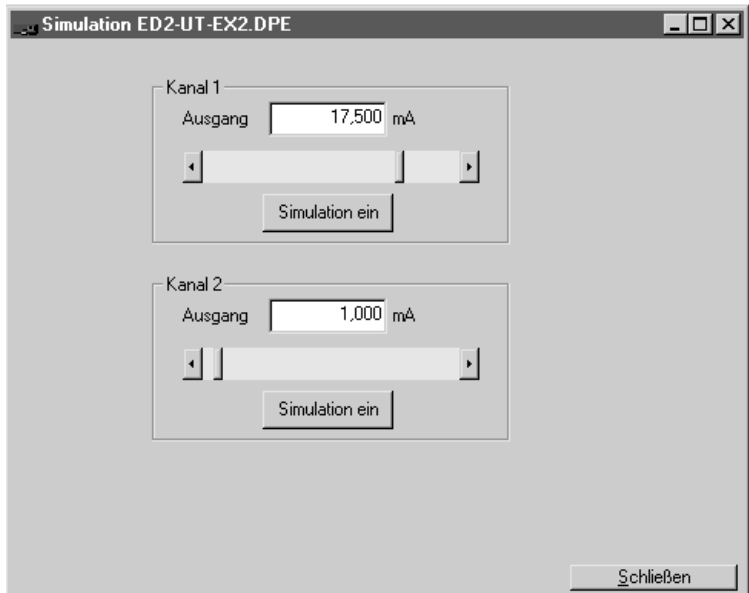 Simulation ED2-UT-EX2.DPE
Kanal 1
Ausgang 17,500 mA
Simulation ein
Kanal 2
Ausgang 1,000 mA
Simulation ein
Schließen